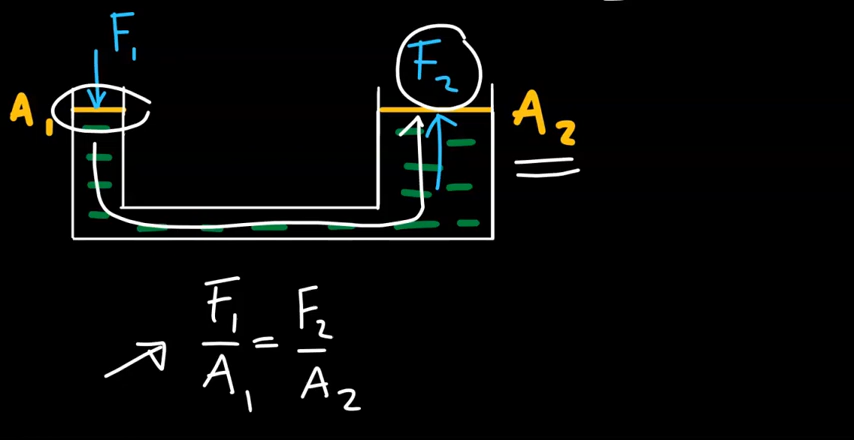 F₁
F₂
A₁
A₂
F₁/A₁ = F₂/A₂